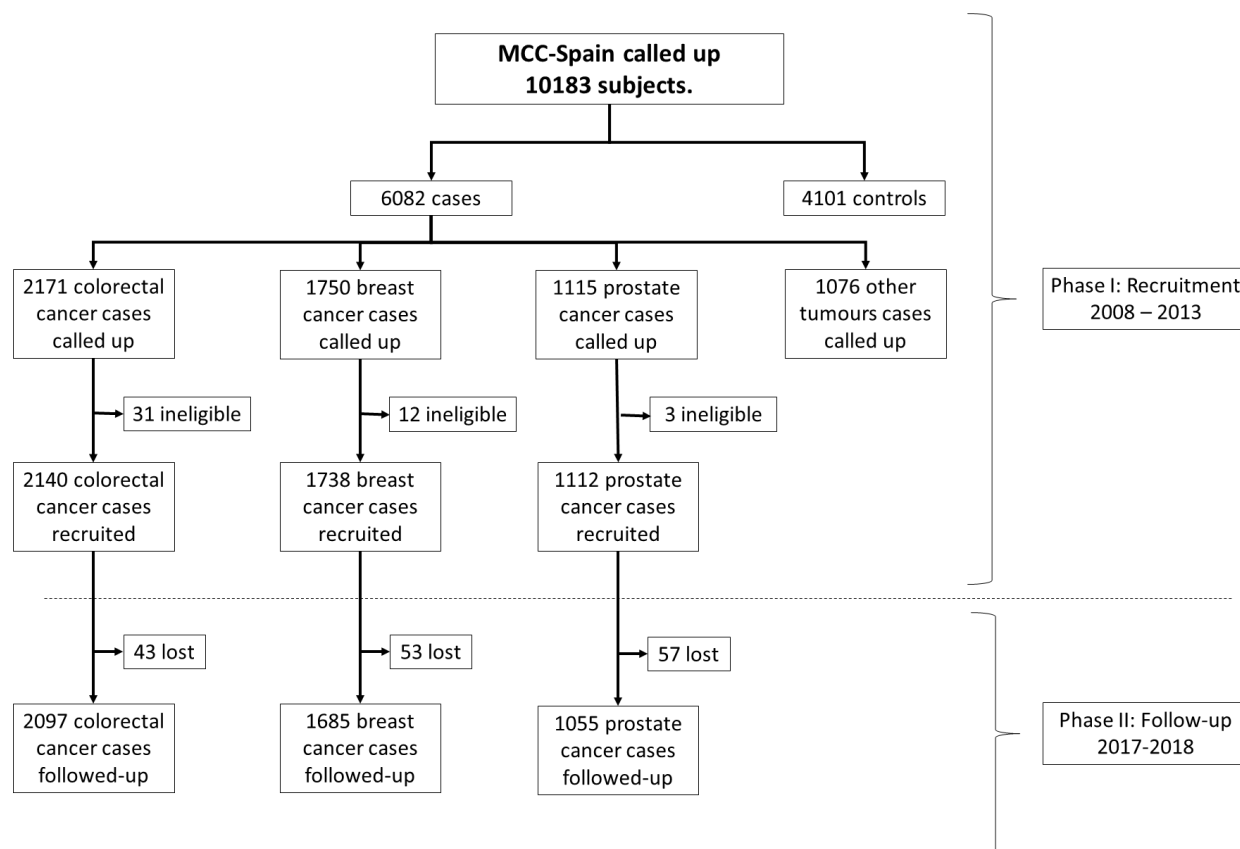 MCC-Spain called up
10183 subjects.
6082 cases
4101 controls
2171 colorectal
cancer cases
called up
1750 breast
cancer cases
called up
1115 prostate
cancer cases
called up
1076 other
tumours cases
called up
Phase I: Recruitment
2008 – 2013
31 ineligible
12 ineligible
3 ineligible
2140 colorectal
cancer cases
recruited
1738 breast
cancer cases
recruited
1112 prostate
cancer cases
recruited
43 lost
53 lost
57 lost
2097 colorectal
cancer cases
followed-up
1685 breast
cancer cases
followed-up
1055 prostate
cancer cases
followed-up
Phase II: Follow-up
2017-2018